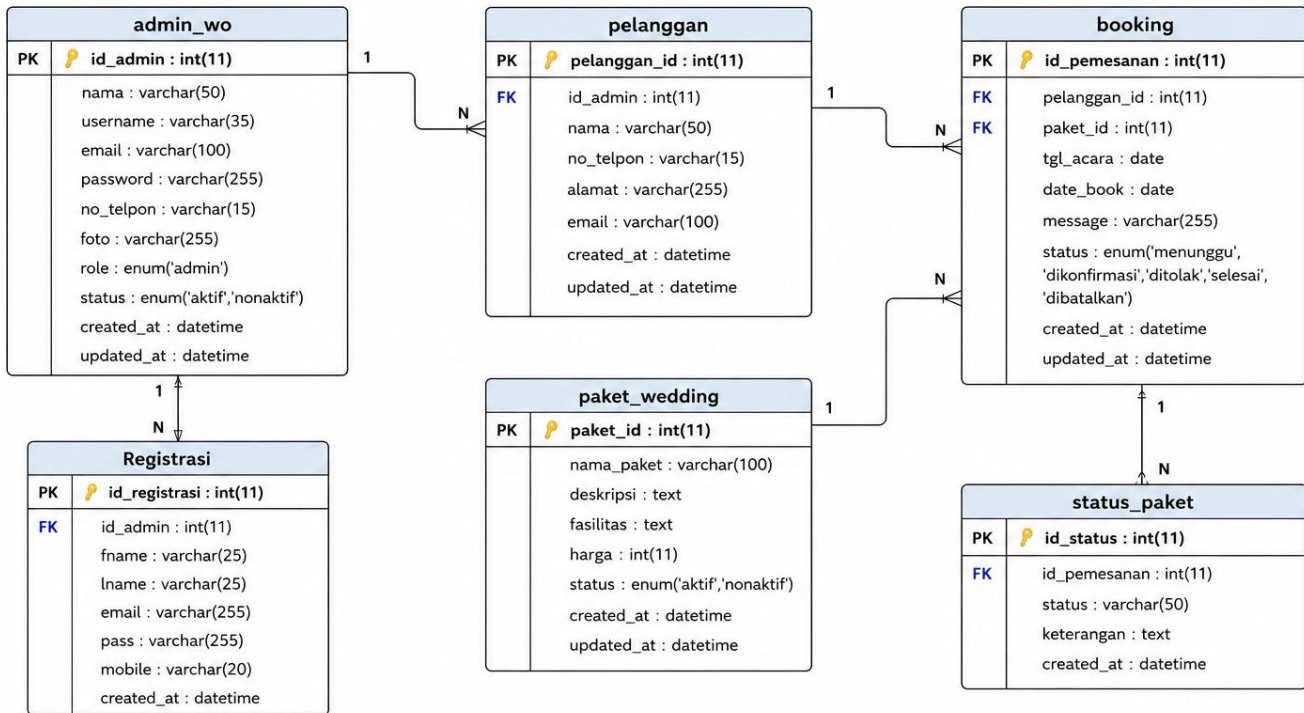 admin_wo
PK id_admin : int(11)
nama : varchar(50)
username : varchar(35)
email : varchar(100)
password : varchar(255)
no_telpon : varchar(15)
foto : varchar(255)
role : enum('admin')
status : enum('aktif','nonaktif')
created_at : datetime
updated_at : datetime
1
N
pelanggan
PK pelanggan_id : int(11)
FK id_admin : int(11)
nama : varchar(50)
no_telpon : varchar(15)
alamat : varchar(255)
email : varchar(100)
created_at : datetime
updated_at : datetime
1
N
booking
PK id_pemesanan : int(11)
FK pelanggan_id : int(11)
FK paket_id : int(11)
tgl_acara : date
date_book : date
message : varchar(255)
status : enum('menunggu',
'dikonfirmasi','ditolak','selesai',
'dibatalkan')
created_at : datetime
updated_at : datetime
1
N
Registrasi
PK id_registrasi : int(11)
FK id_admin : int(11)
fname : varchar(25)
lname : varchar(25)
email : varchar(255)
pass : varchar(255)
mobile : varchar(20)
created_at : datetime
paket_wedding
PK paket_id : int(11)
nama_paket : varchar(100)
deskripsi : text
fasilitas : text
harga : int(11)
status : enum('aktif','nonaktif')
created_at : datetime
updated_at : datetime
1
N
1
N
status_paket
PK id_status : int(11)
FK id_pemesanan : int(11)
status : varchar(50)
keterangan : text
created_at : datetime